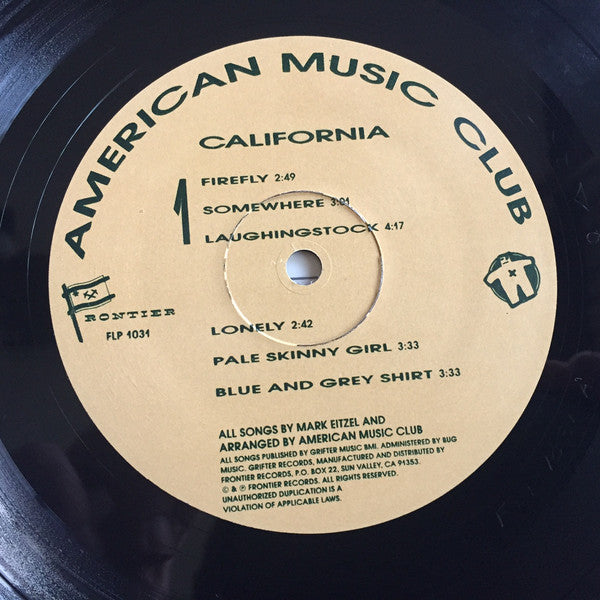 AMERICAN MUSIC CLUB
CALIFORNIA
1
FIREFLY 2:49
SOMEWHERE 3:01
LAUGHINGSTOCK 4:17
FRONTIER
FLP 1031
LONELY 2:42
PALE SKINNY GIRL 3:33
BLUE AND GREY SHIRT 3:33
ALL SONGS BY MARK EITZEL AND
ARRANGED BY AMERICAN MUSIC CLUB
ALL SONGS PUBLISHED BY GRIFTER MUSIC BMI. ADMINISTERED BY BUG
MUSIC. GRIFTER RECORDS, MANUFACTURED AND DISTRIBUTED BY
FRONTIER RECORDS, P.O. BOX 22, SUN VALLEY, CA 91353.
© & ℗ FRONTIER RECORDS. ALL RIGHTS RESERVED.
UNAUTHORIZED DUPLICATION IS A
VIOLATION OF APPLICABLE LAWS.